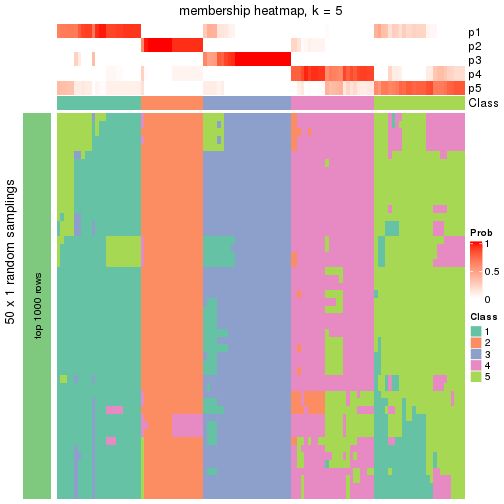 membership heatmap, k = 5
p1
p2
p3
p4
p5
Class
50 x 1 random samplings
top 1000 rows
Prob
1
0.5
0
Class
1
2
3
4
5